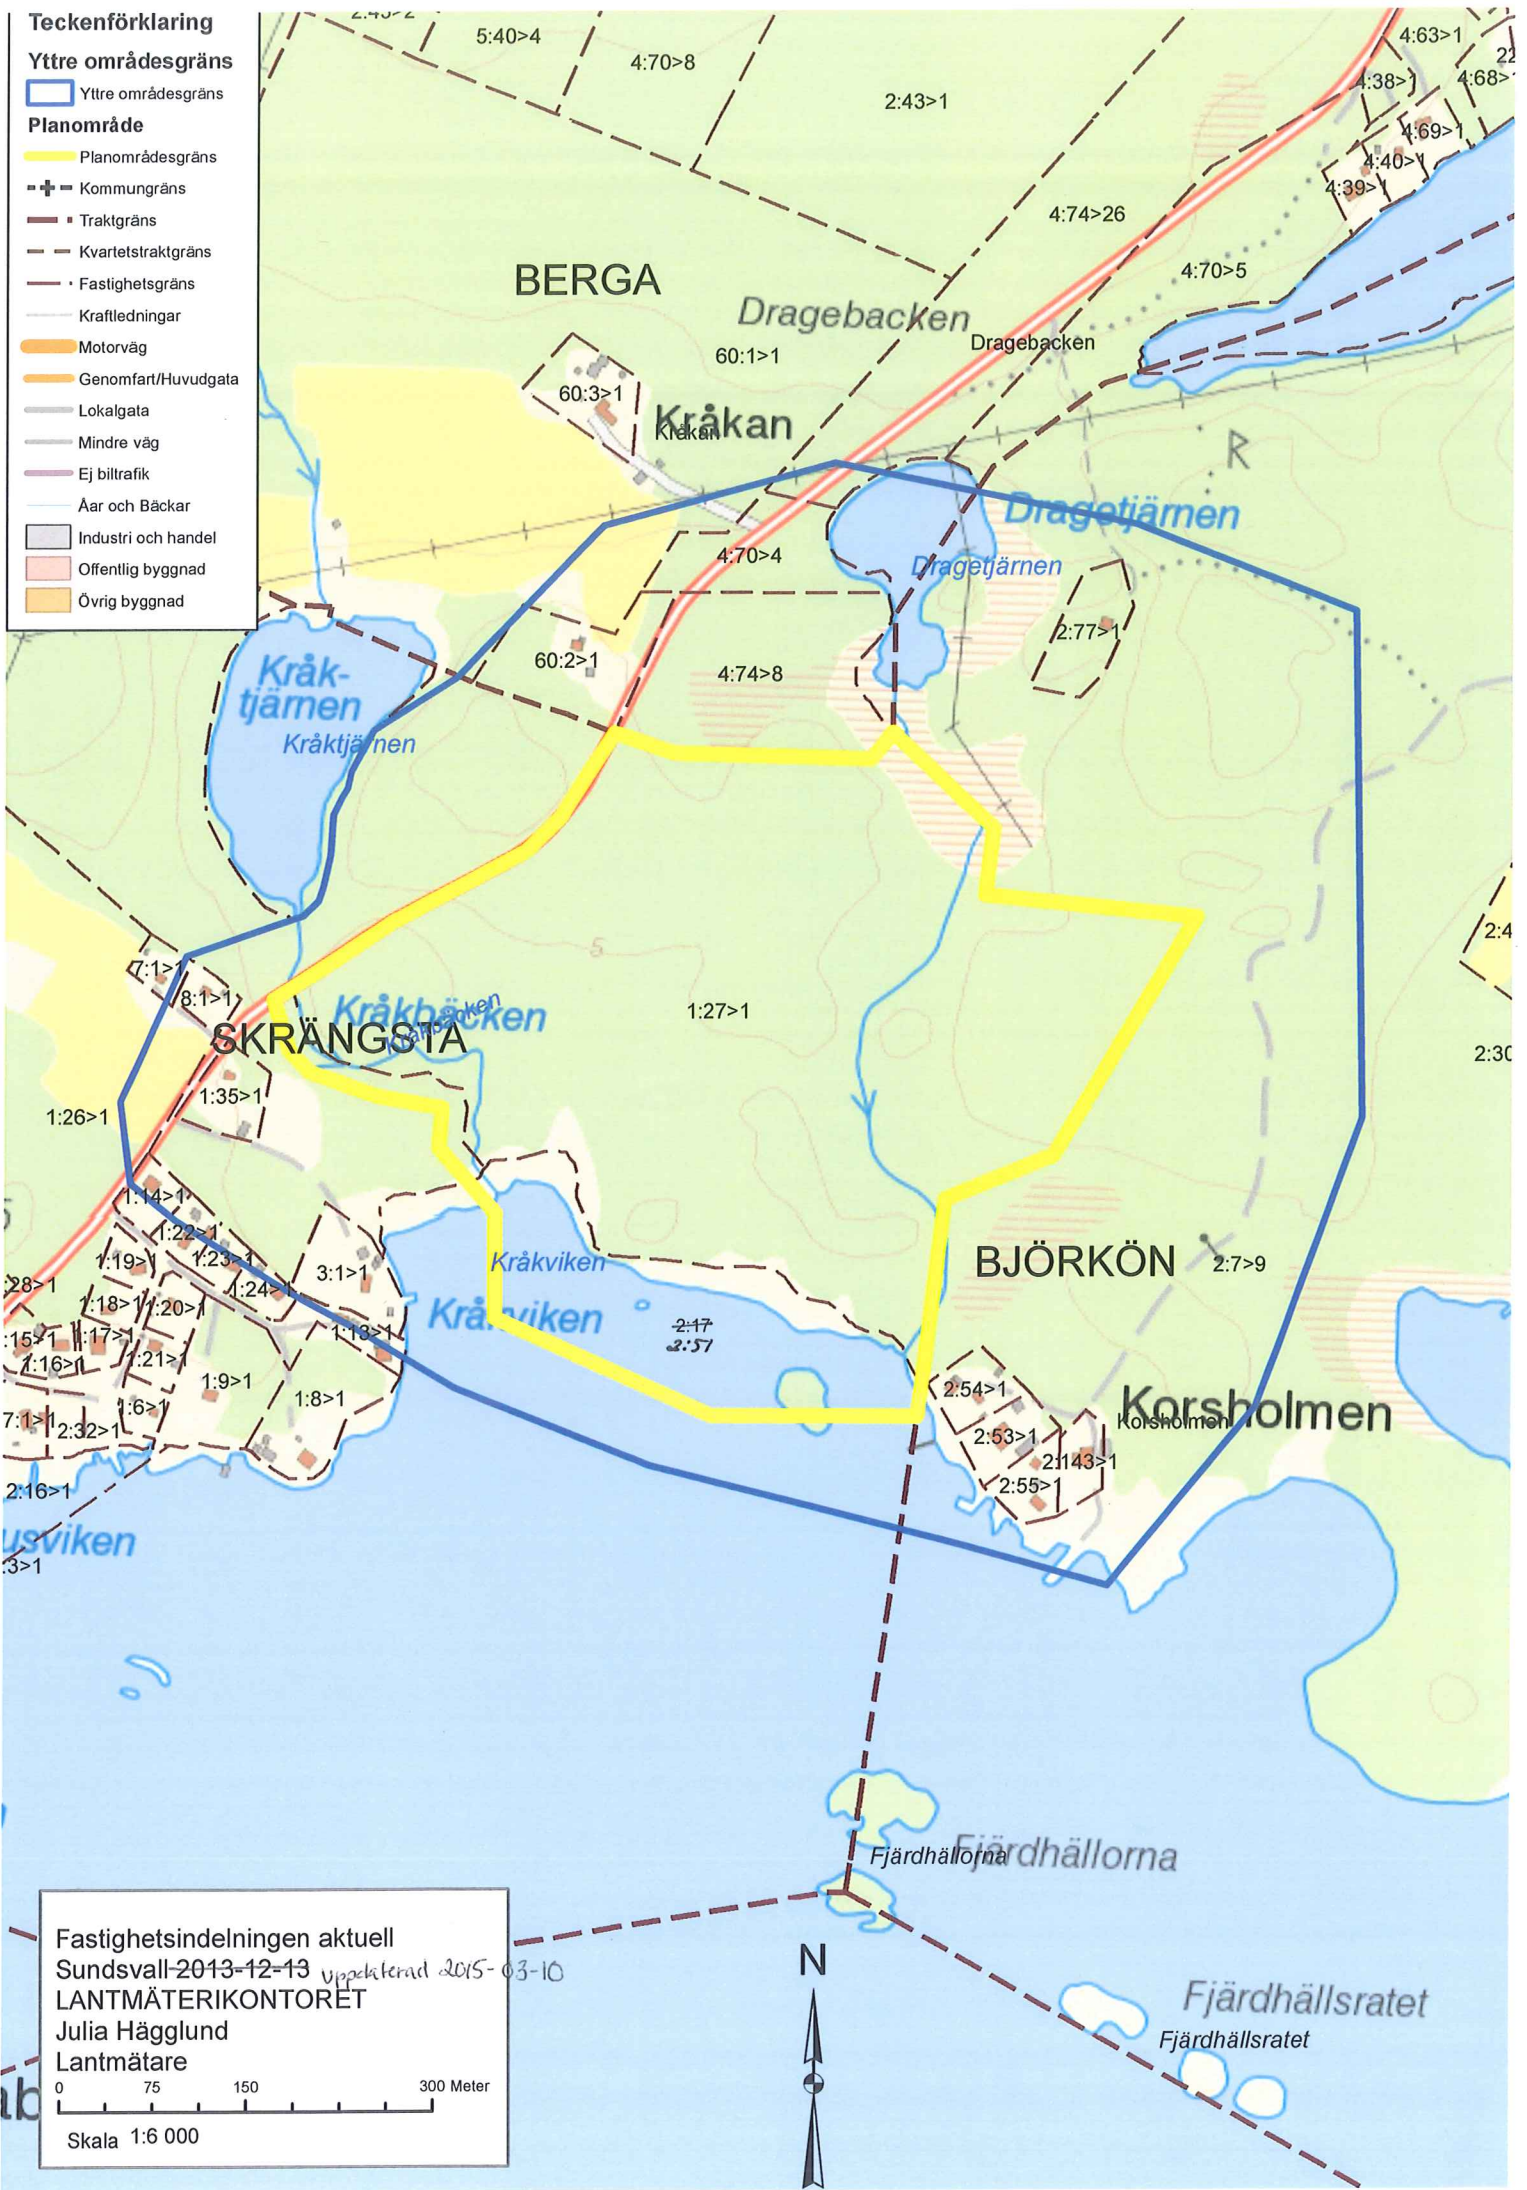 Teckenförklaring
Yttre områdesgräns
Yttre områdesgräns
Planområde
Planområdesgräns
Kommungräns
Traktgräns
Kvartetstraktgräns
Fastighetsgräns
Kraftledningar
Motorväg
Genomfart/Huvudgata
Lokalgata
Mindre väg
Ej biltrafik
Åar och Bäckar
Industri och handel
Offentlig byggnad
Övrig byggnad
5:40>4
4:70>8
2:43>1
4:63>1
22
4:38>1
4:68>1
4:69>1
4:40>1
4:39>1
4:74>26
4:70>5
BERGA
Dragebacken
Dragebacken
60:1>1
60:3>1
Kråkan
Kråkan
R
Dragetjärnen
Dragetjärnen
4:70>4
2:77>1
60:2>1
4:74>8
Kråk-
tjärnen
Kråktjärnen
5
2:4
7:1>1
8:1>1
Kråkbäcken
Kråkbäcken
1:27>1
SKRÄNGSTA
2:30
1:35>1
1:26>1
1:14>1
1:22>1
1:19>1
1:23>1
1:24>1
3:1>1
Kråkviken
Kråkviken
BJÖRKÖN
2:7>9
:28>1
1:18>1
1:20>1
2:17
2:51
:15>1
1:17>1
1:13>1
1:16>1
1:21>1
1:9>1
1:8>1
1:6>1
7:1>1
2:32>1
2:54>1
Korsholmen
Korsholmen
2:53>1
2:143>1
2:55>1
2:16>1
usviken
:3>1
Fjärdhällorna
Fjärdhällorna
Fastighetsindelningen aktuell
Sundsvall 2013-12-13 uppdaterad 2015-03-10
LANTMÄTERIKONTORET
Julia Hägglund
Lantmätare
0 75 150 300 Meter
Skala 1:6 000
N
Fjärdhällsratet
Fjärdhällsratet